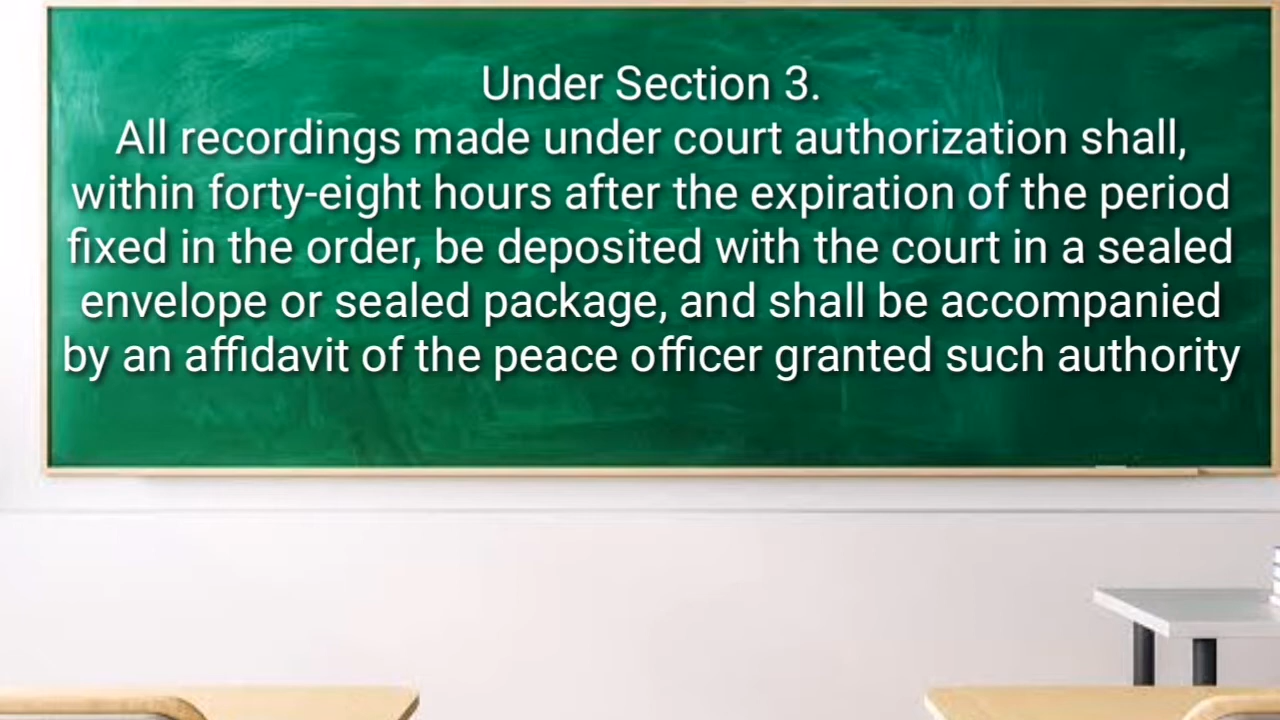 Under Section 3.
All recordings made under court authorization shall,
within forty-eight hours after the expiration of the period
fixed in the order, be deposited with the court in a sealed
envelope or sealed package, and shall be accompanied
by an affidavit of the peace officer granted such authority